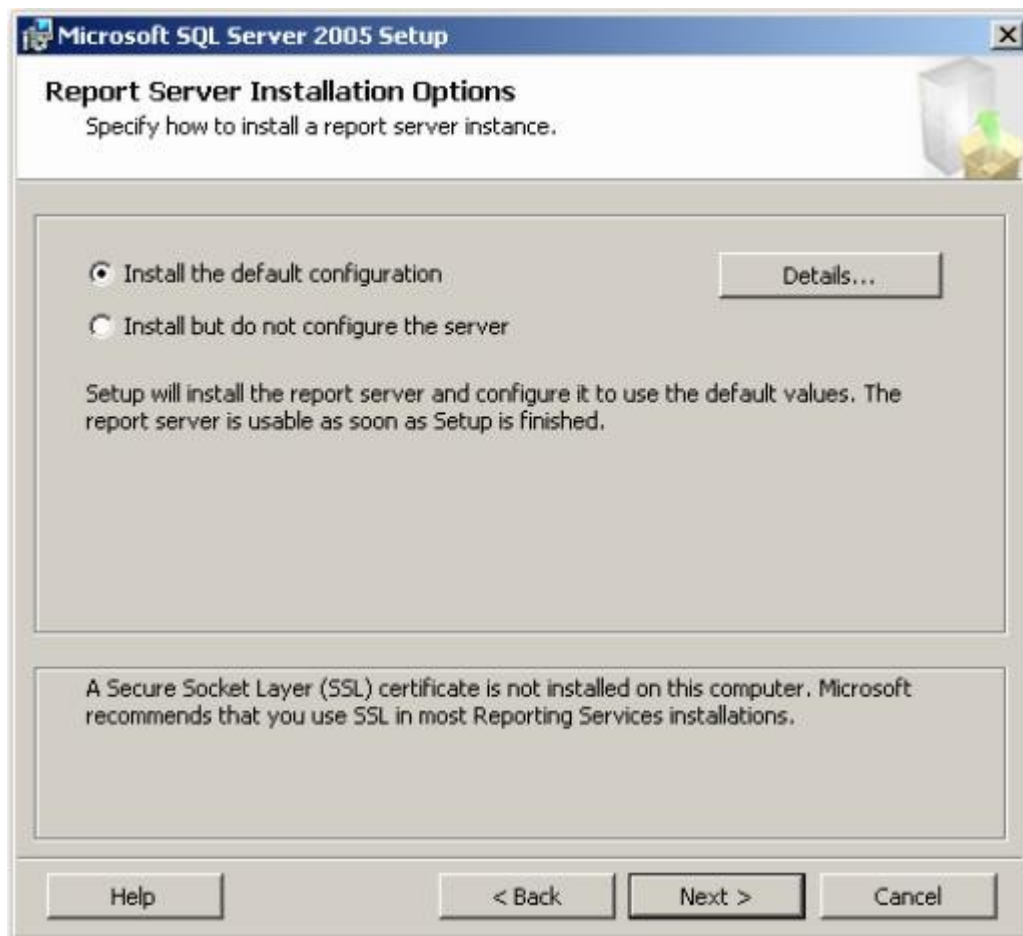 Microsoft SQL Server 2005 Setup
Report Server Installation Options
Specify how to install a report server instance.
Install the default configuration
Details...
Install but do not configure the server
Setup will install the report server and configure it to use the default values. The
report server is usable as soon as Setup is finished.
A Secure Socket Layer (SSL) certificate is not installed on this computer. Microsoft
recommends that you use SSL in most Reporting Services installations.
Help
< Back
Next >
Cancel